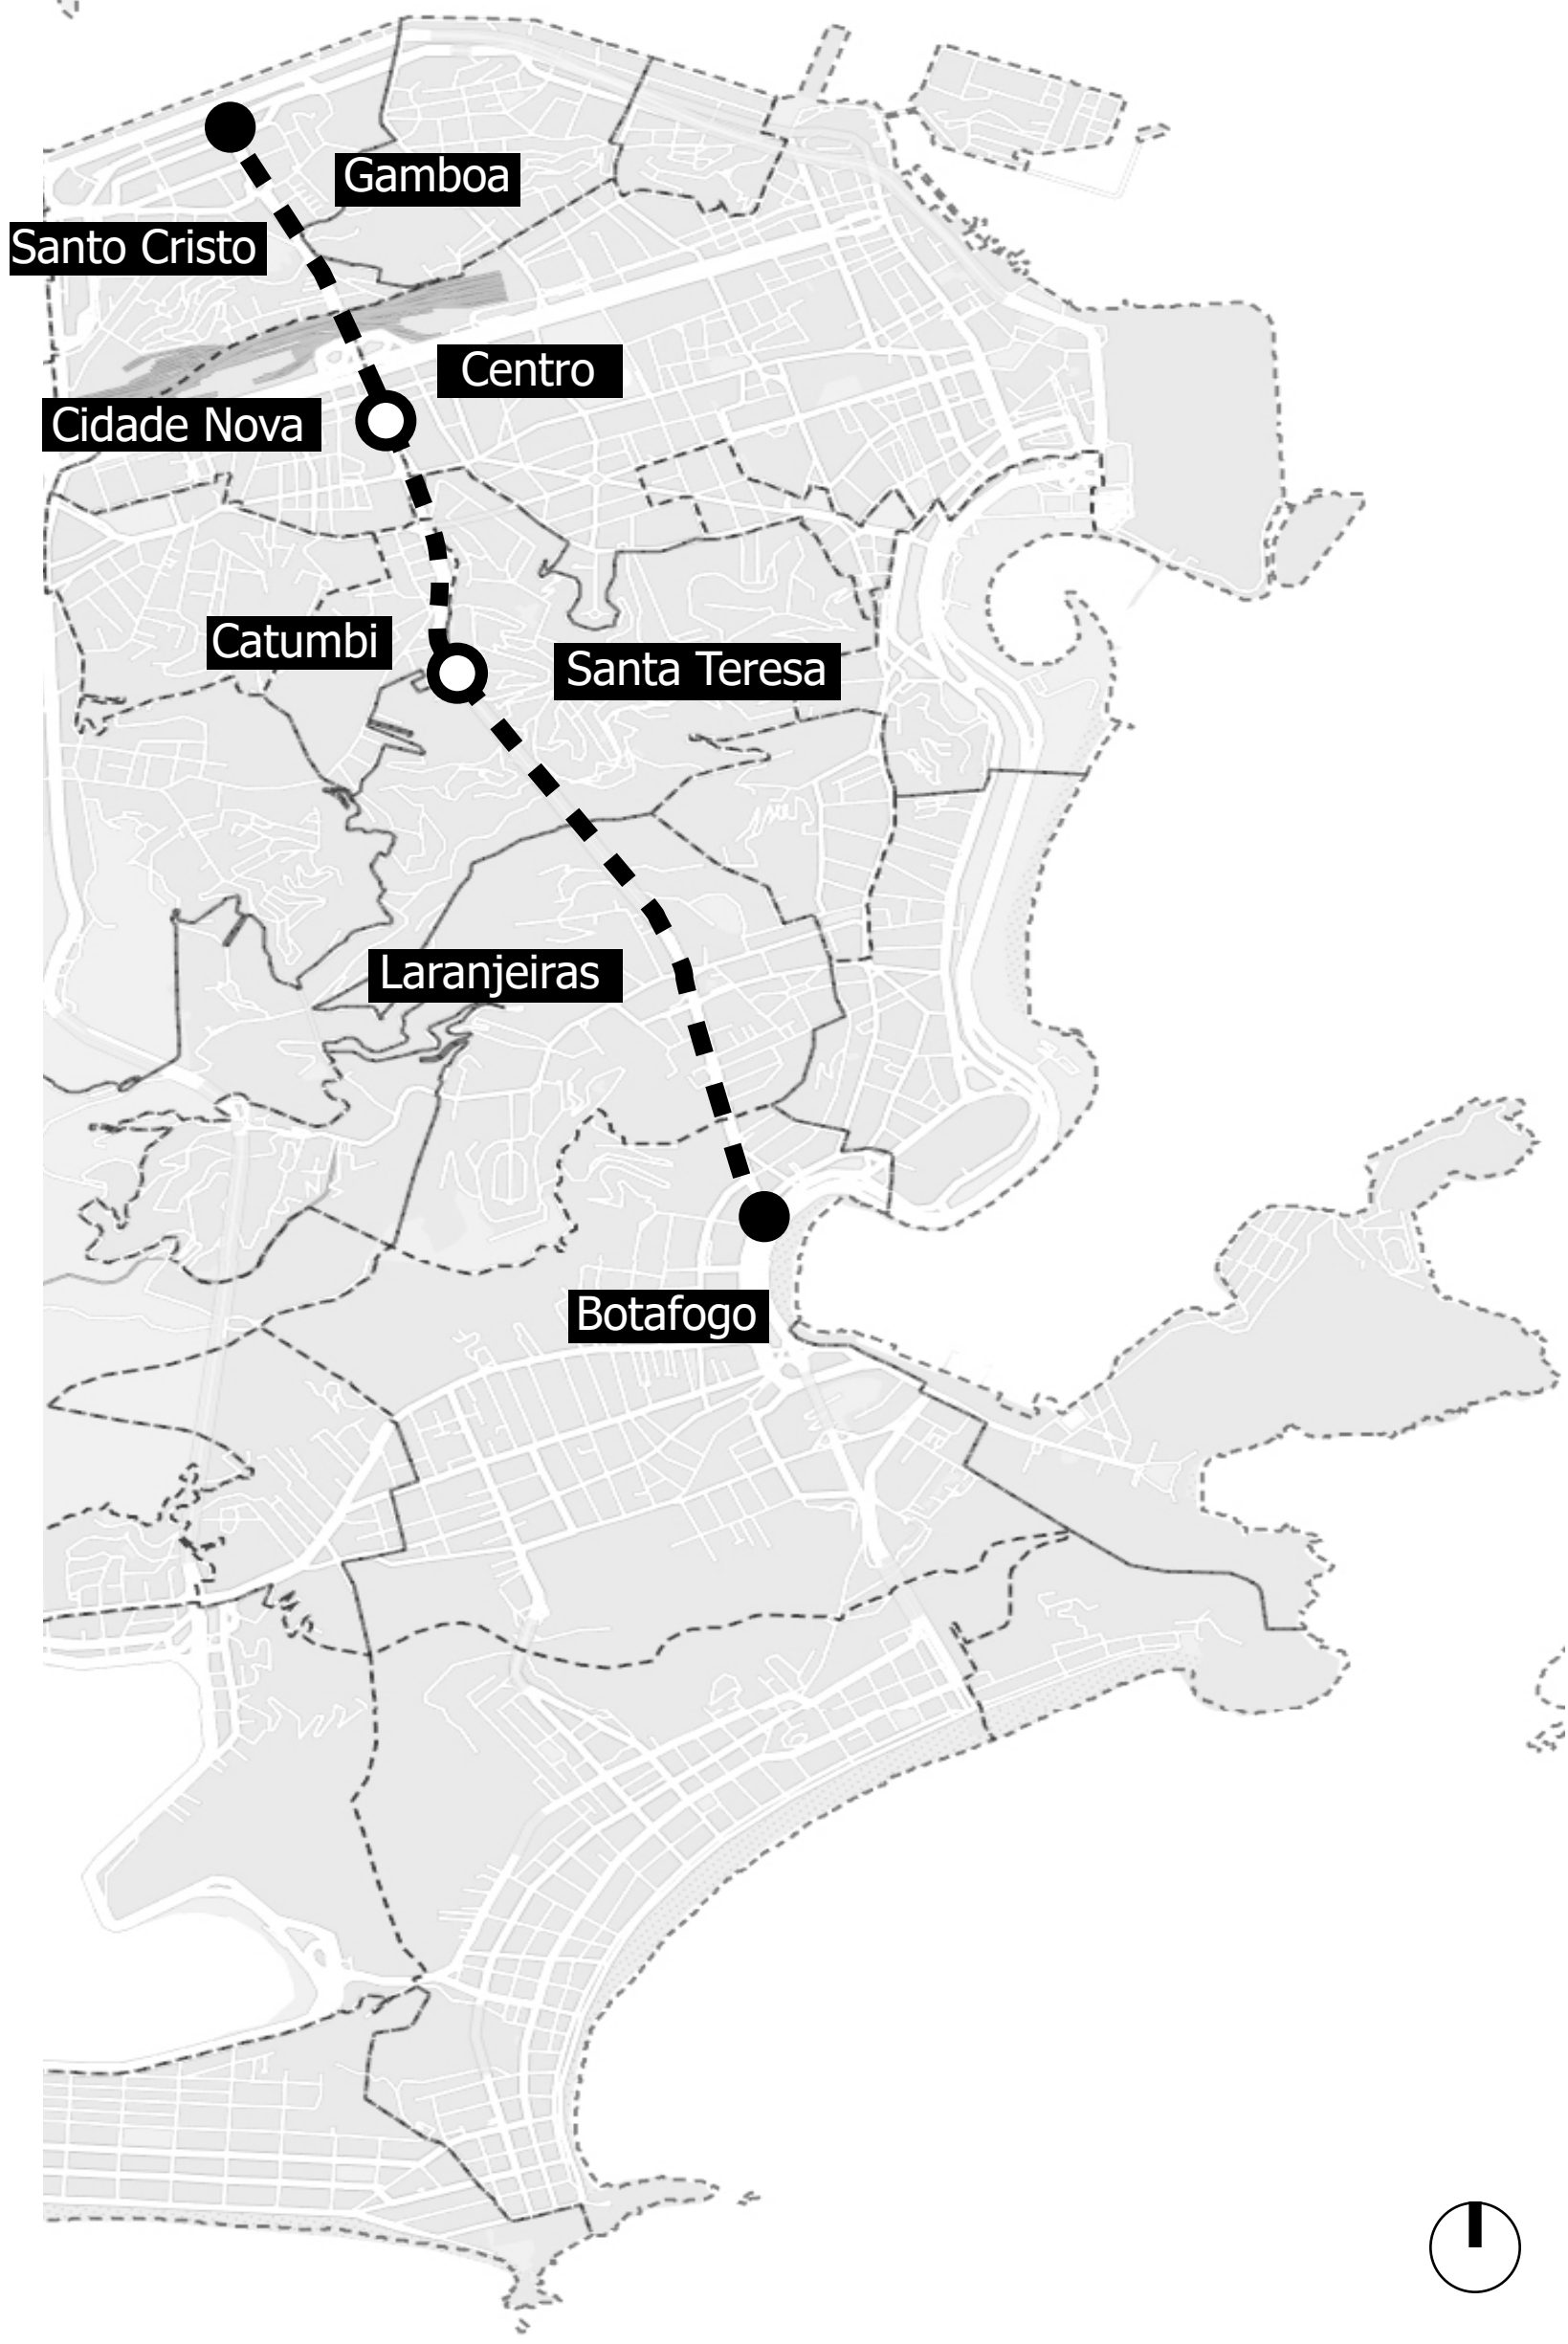 Gamboa
Santo Cristo
Centro
Cidade Nova
Catumbi
Santa Teresa
Laranjeiras
Botafogo